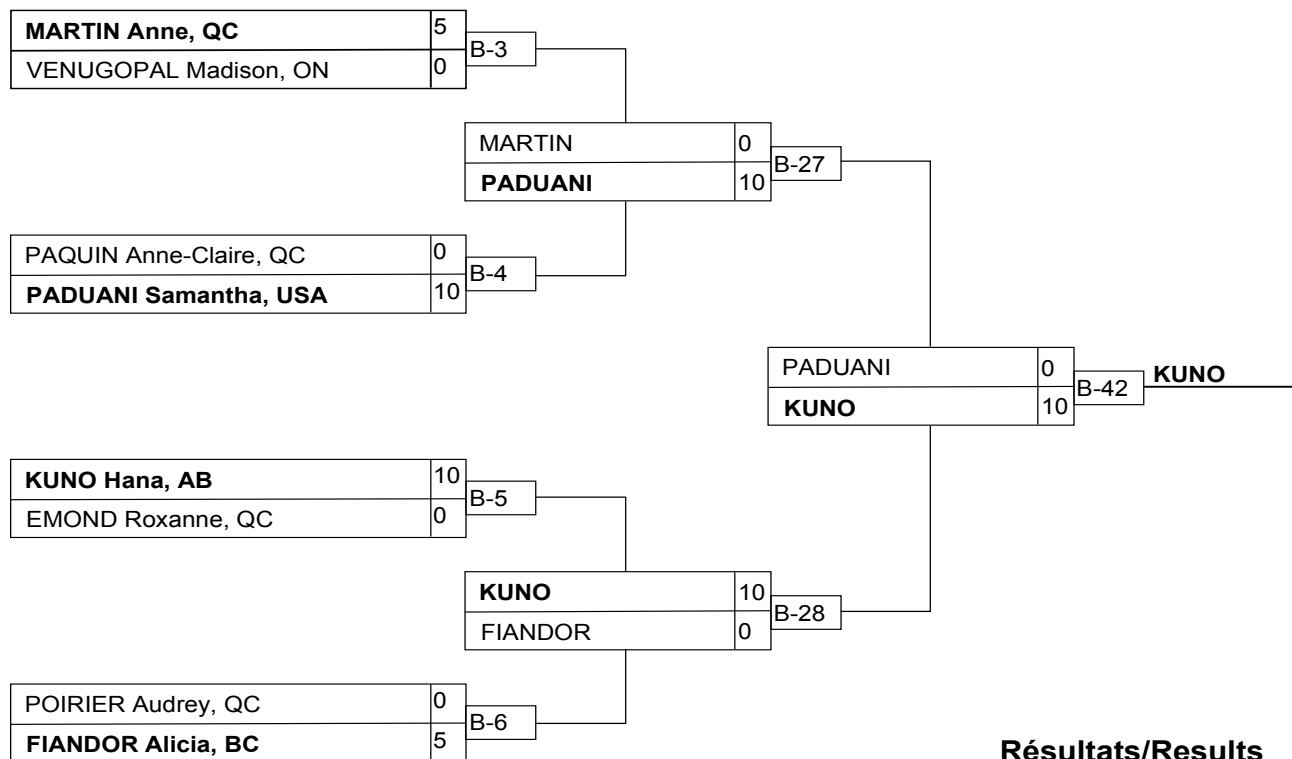 MARTIN Anne, QC 5
B-3
VENUGOPAL Madison, ON 0
MARTIN 0
B-27
PADUANI 10
PAQUIN Anne-Claire, QC 0
B-4
PADUANI Samantha, USA 10
PADUANI 0
B-42 KUNO
KUNO 10
KUNO Hana, AB 10
B-5
EMOND Roxanne, QC 0
KUNO 10
B-28
FIANDOR 0
POIRIER Audrey, QC 0
B-6
FIANDOR Alicia, BC 5
Résultats/Results